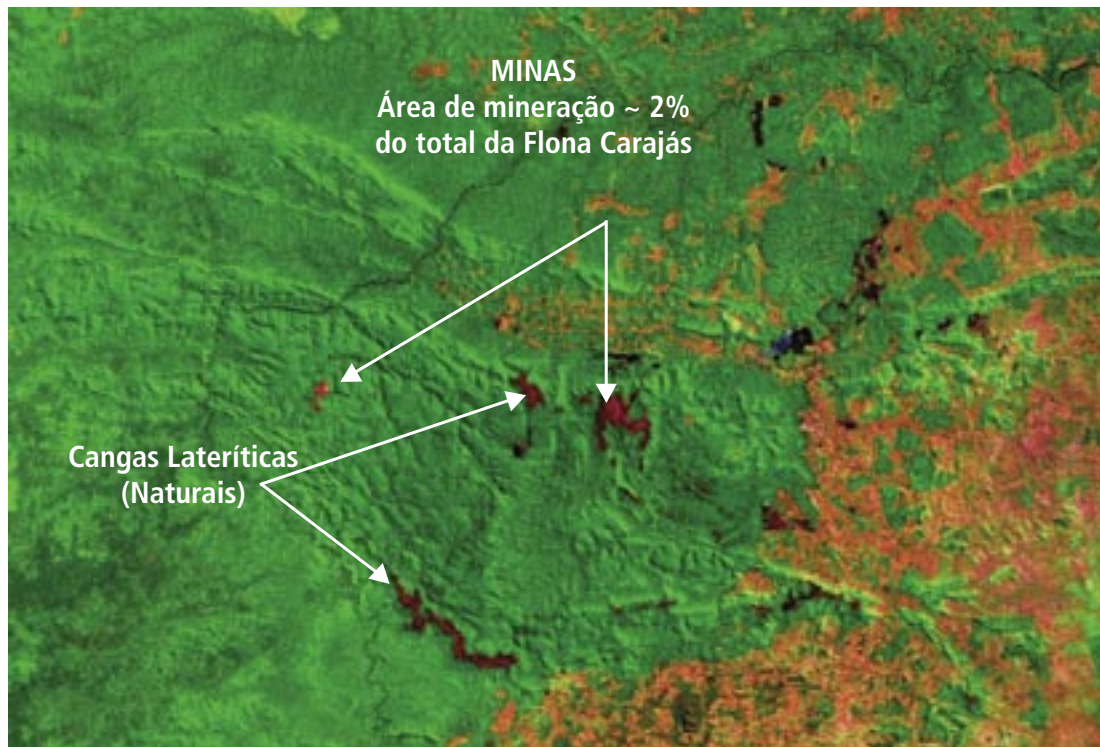 MINAS
Área de mineração ~ 2%
do total da Flona Carajás
Cangas Lateríticas
(Naturais)